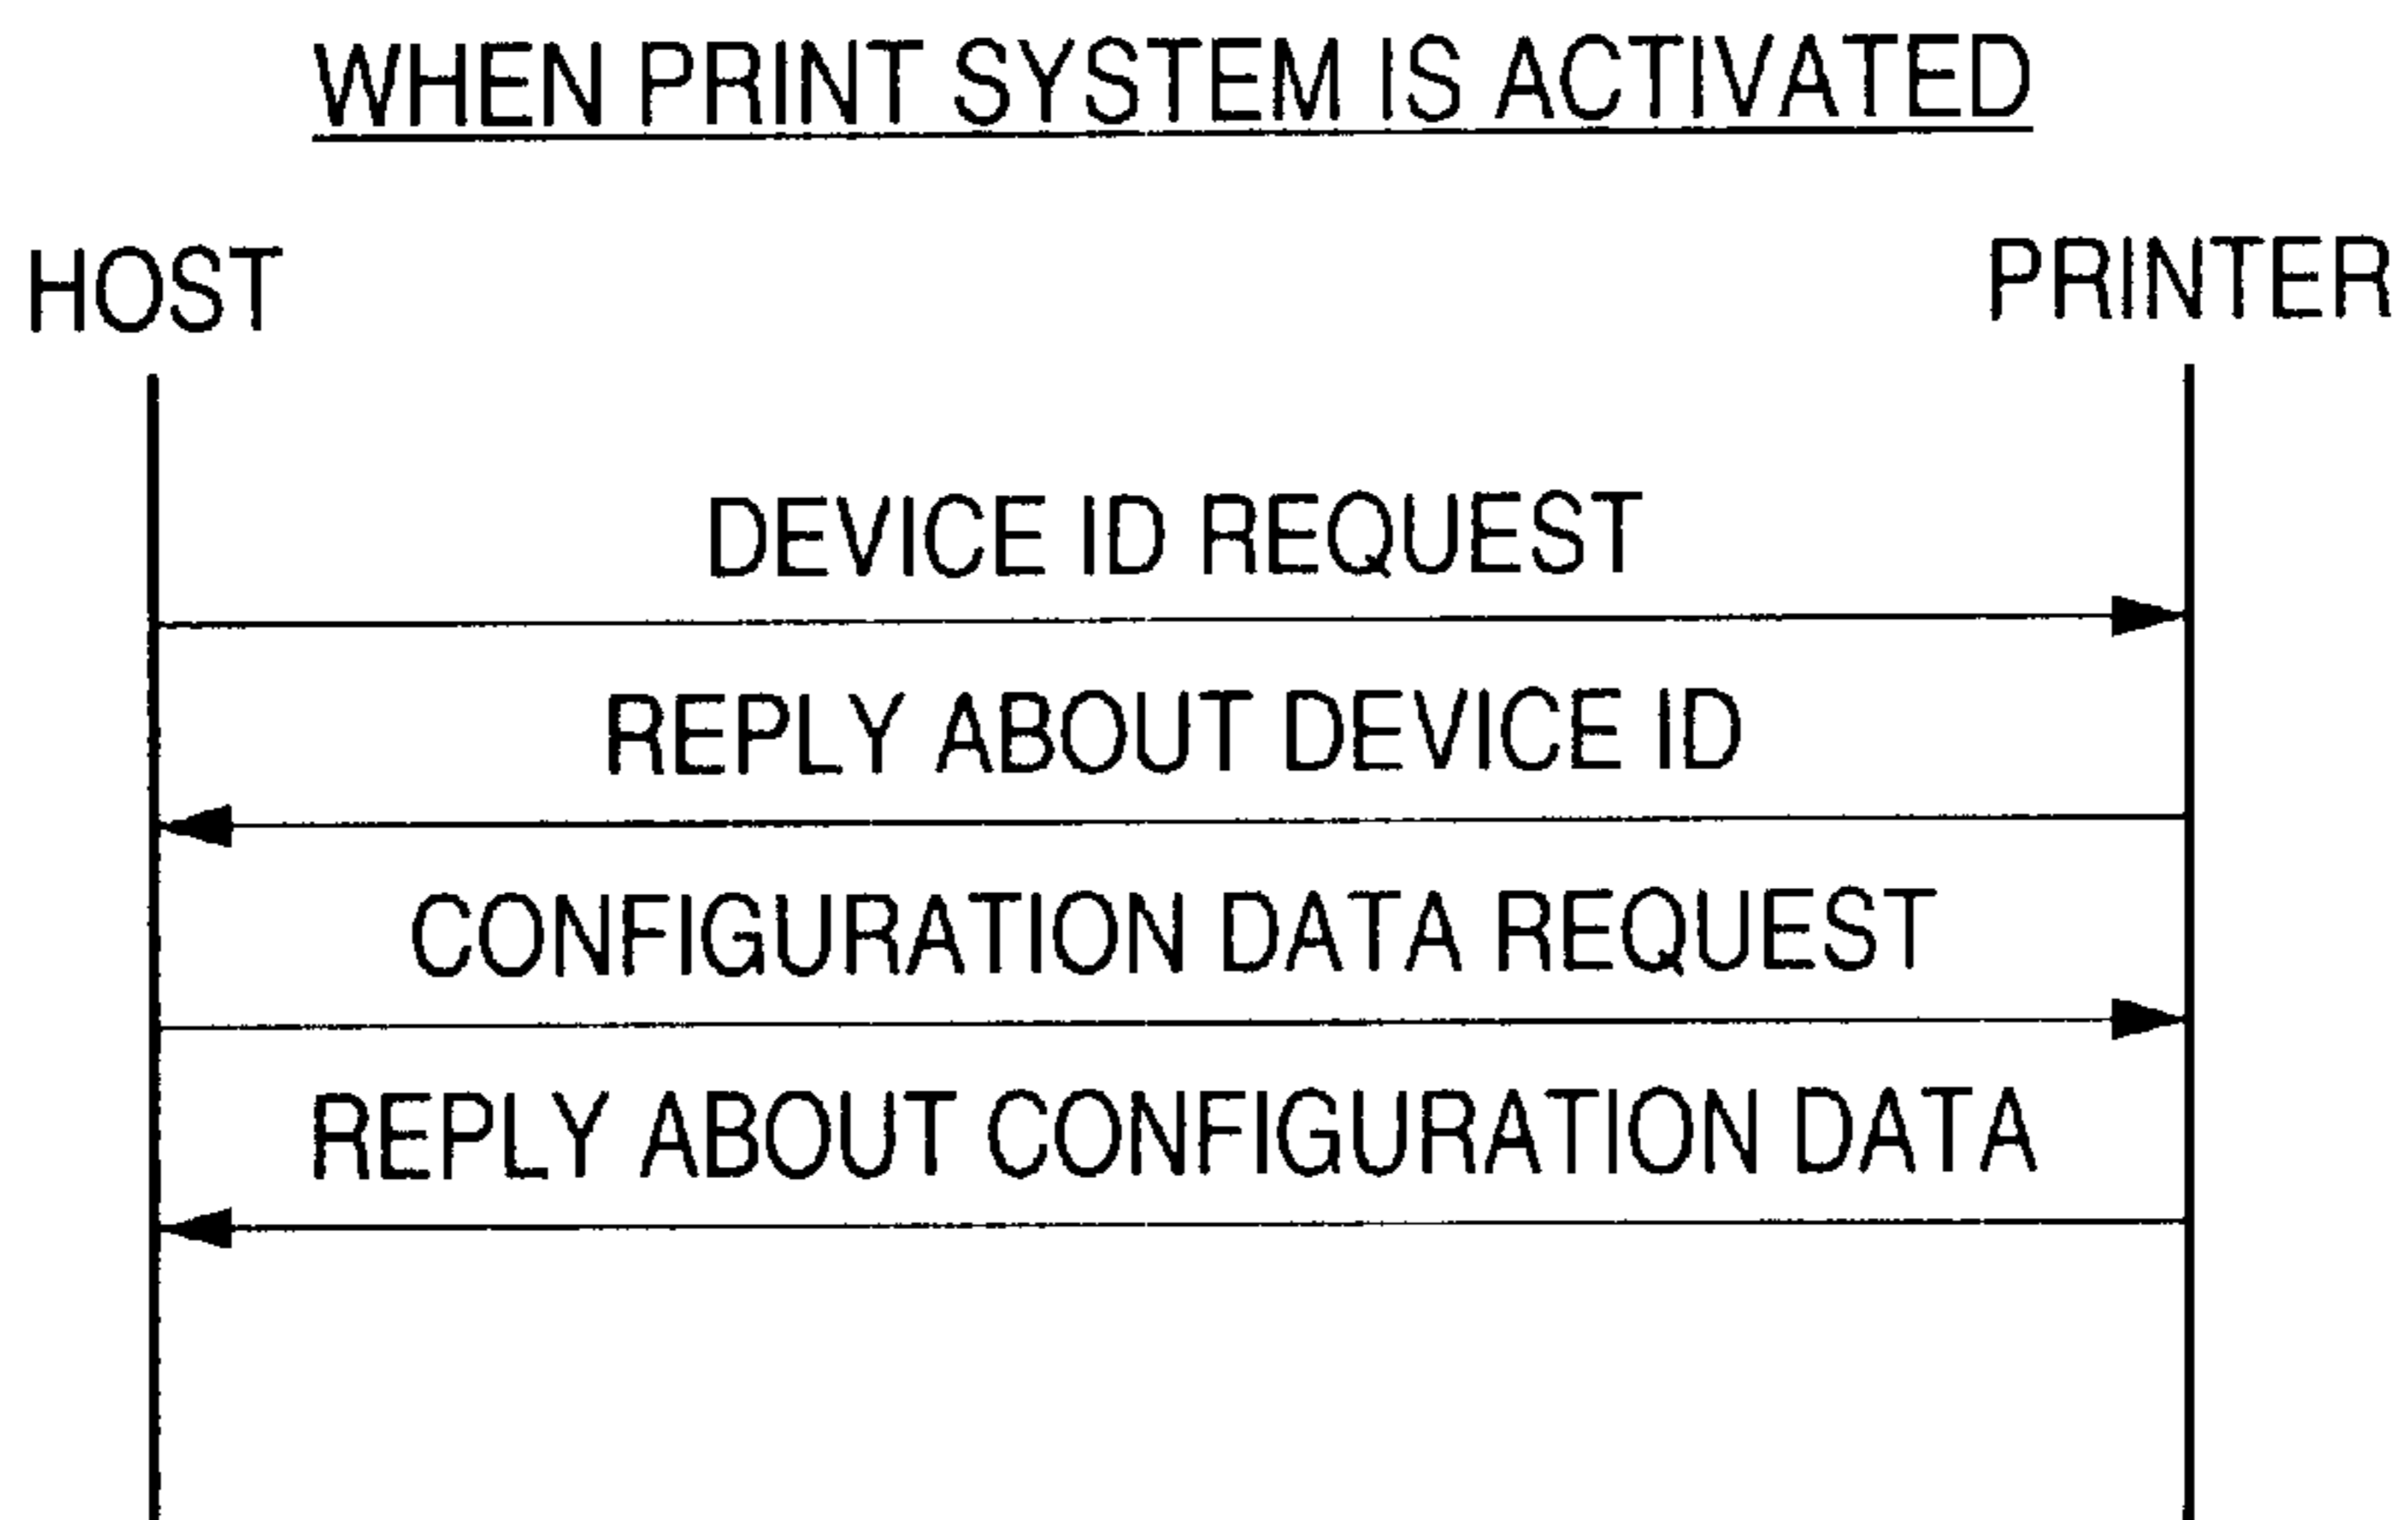 WHEN PRINT SYSTEM IS ACTIVATED
HOST PRINTER
DEVICE ID REQUEST
REPLY ABOUT DEVICE ID
CONFIGURATION DATA REQUEST
REPLY ABOUT CONFIGURATION DATA